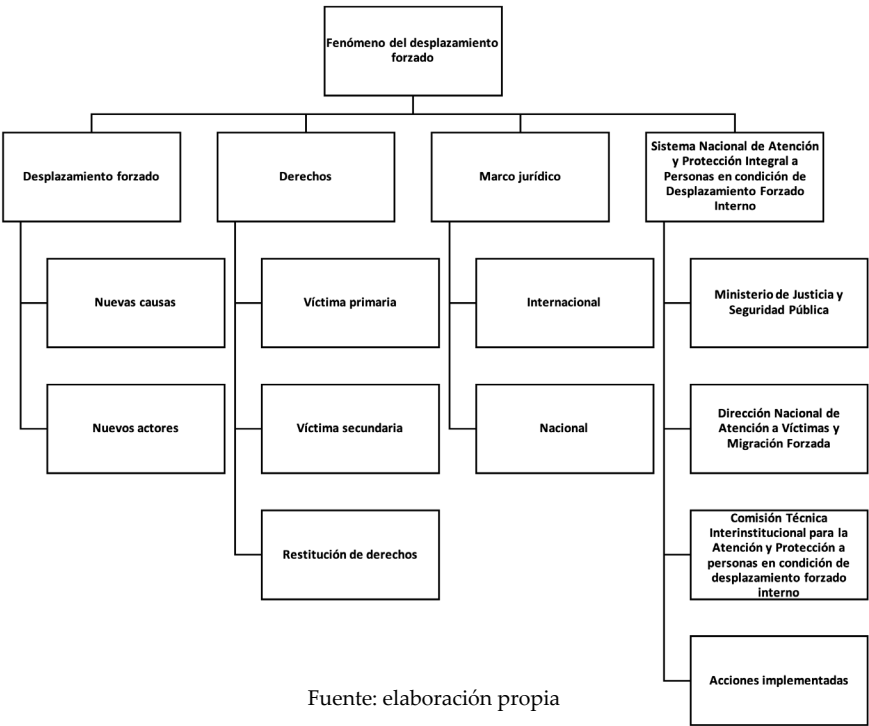 Fenómeno del desplazamiento
forzado
Desplazamiento forzado
Derechos
Marco jurídico
Sistema Nacional de Atención
y Protección Integral a
Personas en condición de
Desplazamiento Forzado
Interno
Nuevas causas
Víctima primaria
Internacional
Ministerio de Justicia y
Seguridad Pública
Nuevos actores
Víctima secundaria
Nacional
Dirección Nacional de
Atención a Víctimas y
Migración Forzada
Restitución de derechos
Comisión Técnica
Interinstitucional para la
Atención y Protección a
personas en condición de
desplazamiento forzado
interno
Acciones implementadas
Fuente: elaboración propia